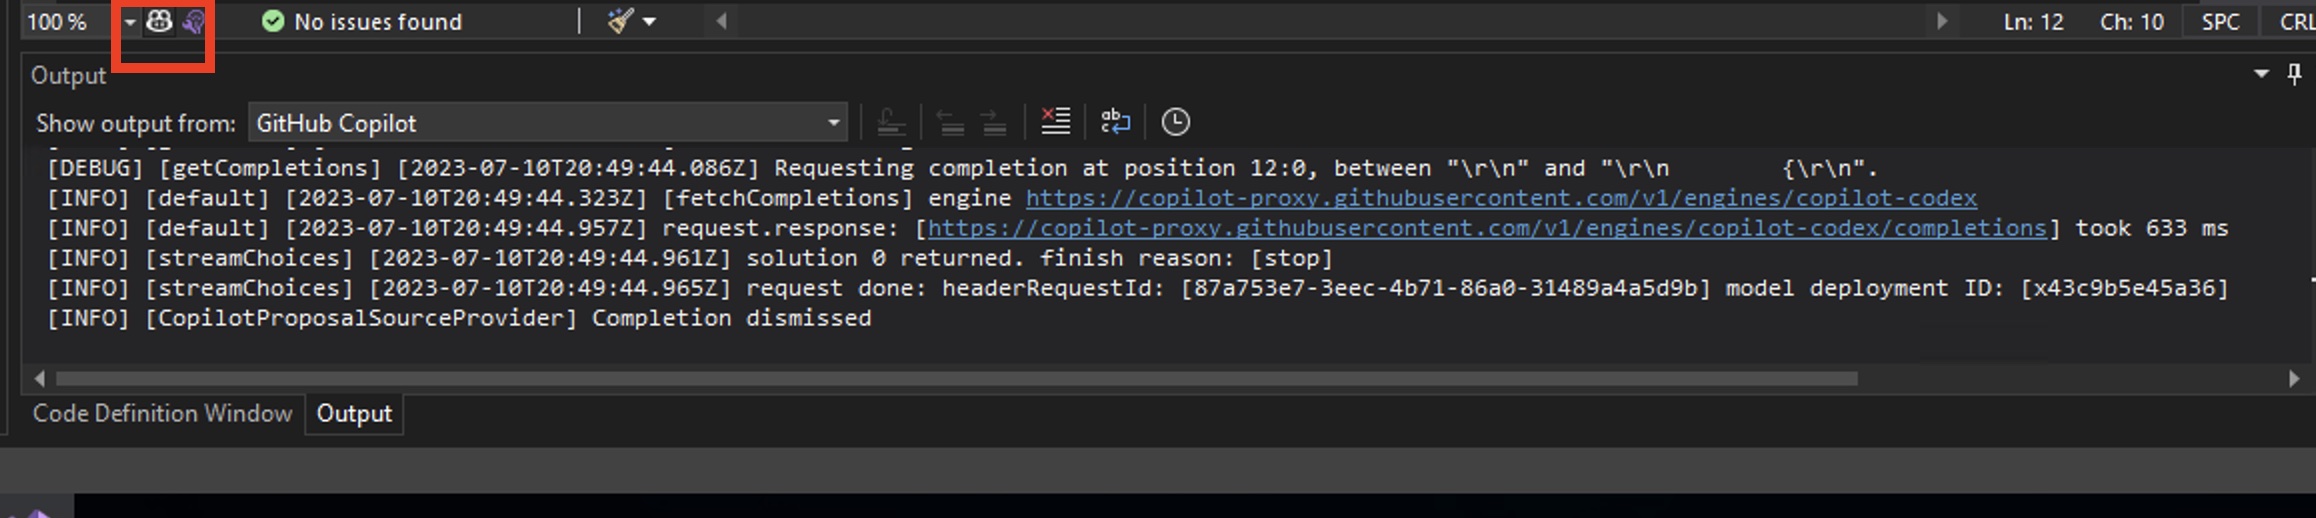 100 % No issues found Ln: 12 Ch: 10 SPC CRL
Output
Show output from: GitHub Copilot
[DEBUG] [getCompletions] [2023-07-10T20:49:44.086Z] Requesting completion at position 12:0, between "\r\n" and "\r\n        {\r\n".
[INFO] [default] [2023-07-10T20:49:44.323Z] [fetchCompletions] engine https://copilot-proxy.githubusercontent.com/v1/engines/copilot-codex
[INFO] [default] [2023-07-10T20:49:44.957Z] request.response: [https://copilot-proxy.githubusercontent.com/v1/engines/copilot-codex/completions] took 633 ms
[INFO] [streamChoices] [2023-07-10T20:49:44.961Z] solution 0 returned. finish reason: [stop]
[INFO] [streamChoices] [2023-07-10T20:49:44.965Z] request done: headerRequestId: [87a753e7-3eec-4b71-86a0-31489a4a5d9b] model deployment ID: [x43c9b5e45a36]
[INFO] [CopilotProposalSourceProvider] Completion dismissed
Code Definition Window Output